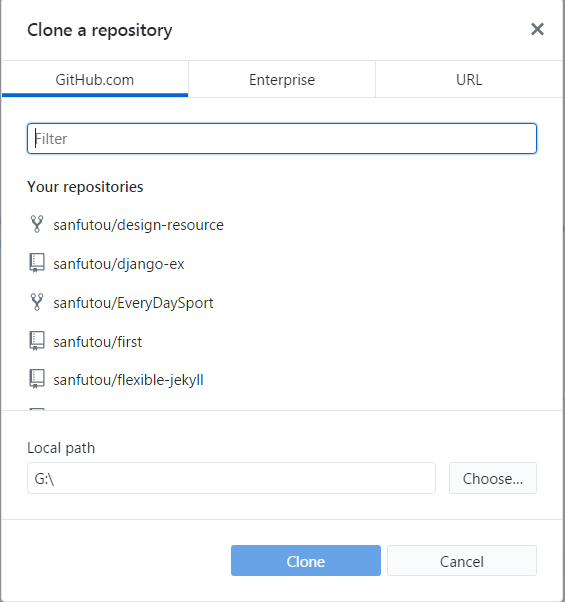 Clone a repository
GitHub.com Enterprise URL
Filter
Your repositories
sanfutou/design-resource
sanfutou/django-ex
sanfutou/EveryDaySport
sanfutou/first
sanfutou/flexible-jekyll
Local path
G:\ Choose...
Clone Cancel